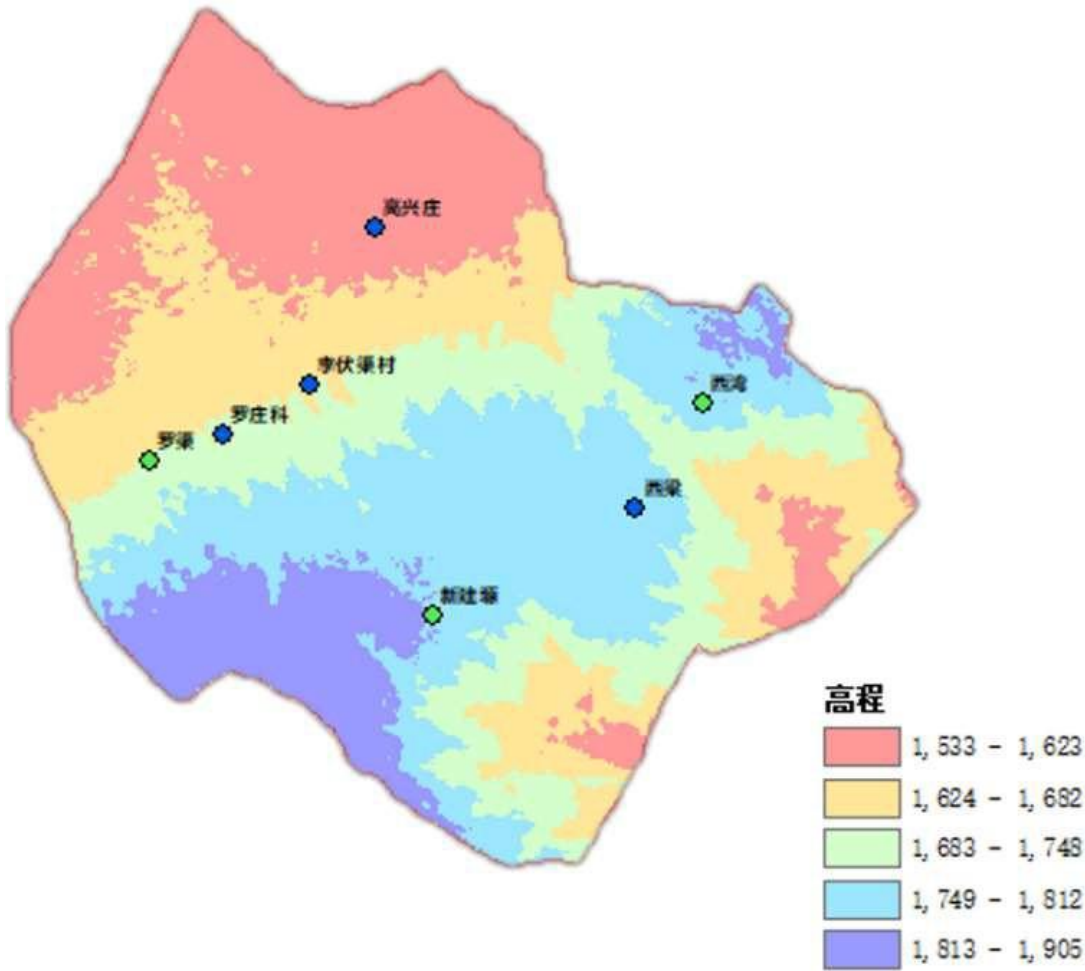 高兴庄
李伏渠村
西湾
罗庄科
罗渠
西梁
新建塬
高程
1,533 - 1,623
1,624 - 1,682
1,683 - 1,748
1,749 - 1,812
1,813 - 1,905